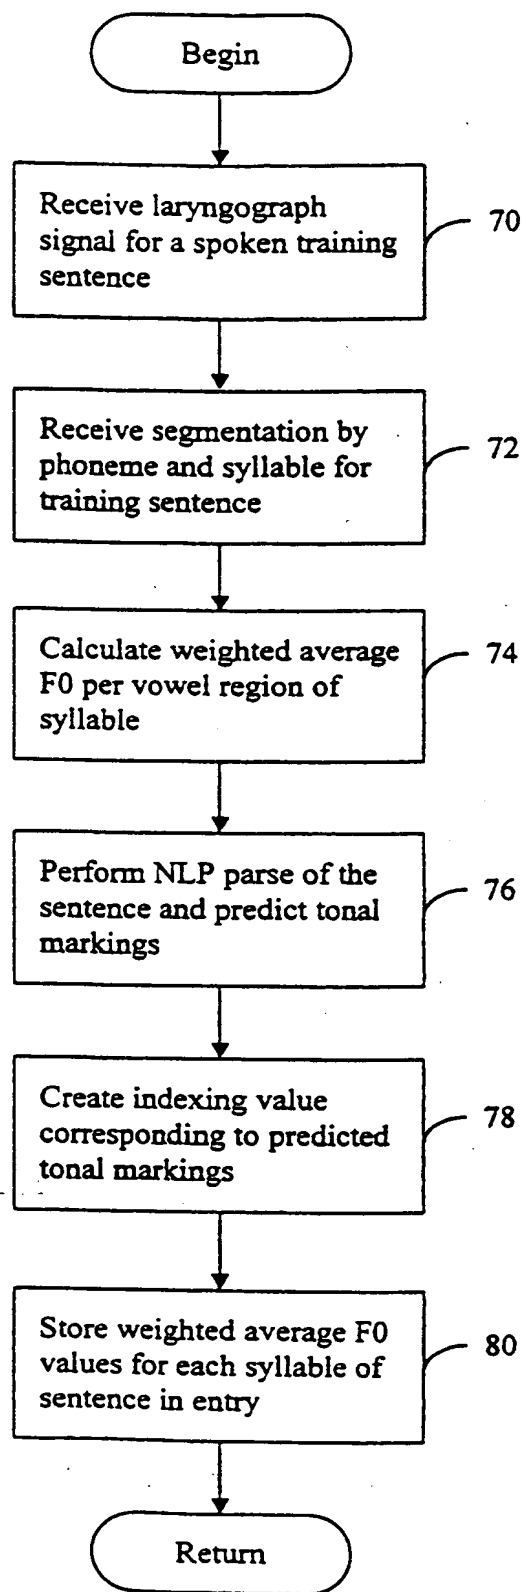 Begin
Receive laryngograph
signal for a spoken training
sentence
70
Receive segmentation by
phoneme and syllable for
training sentence
72
Calculate weighted average
F0 per vowel region of
syllable
74
Perform NLP parse of the
sentence and predict tonal
markings
76
Create indexing value
corresponding to predicted
tonal markings
78
Store weighted average F0
values for each syllable of
sentence in entry
80
Return